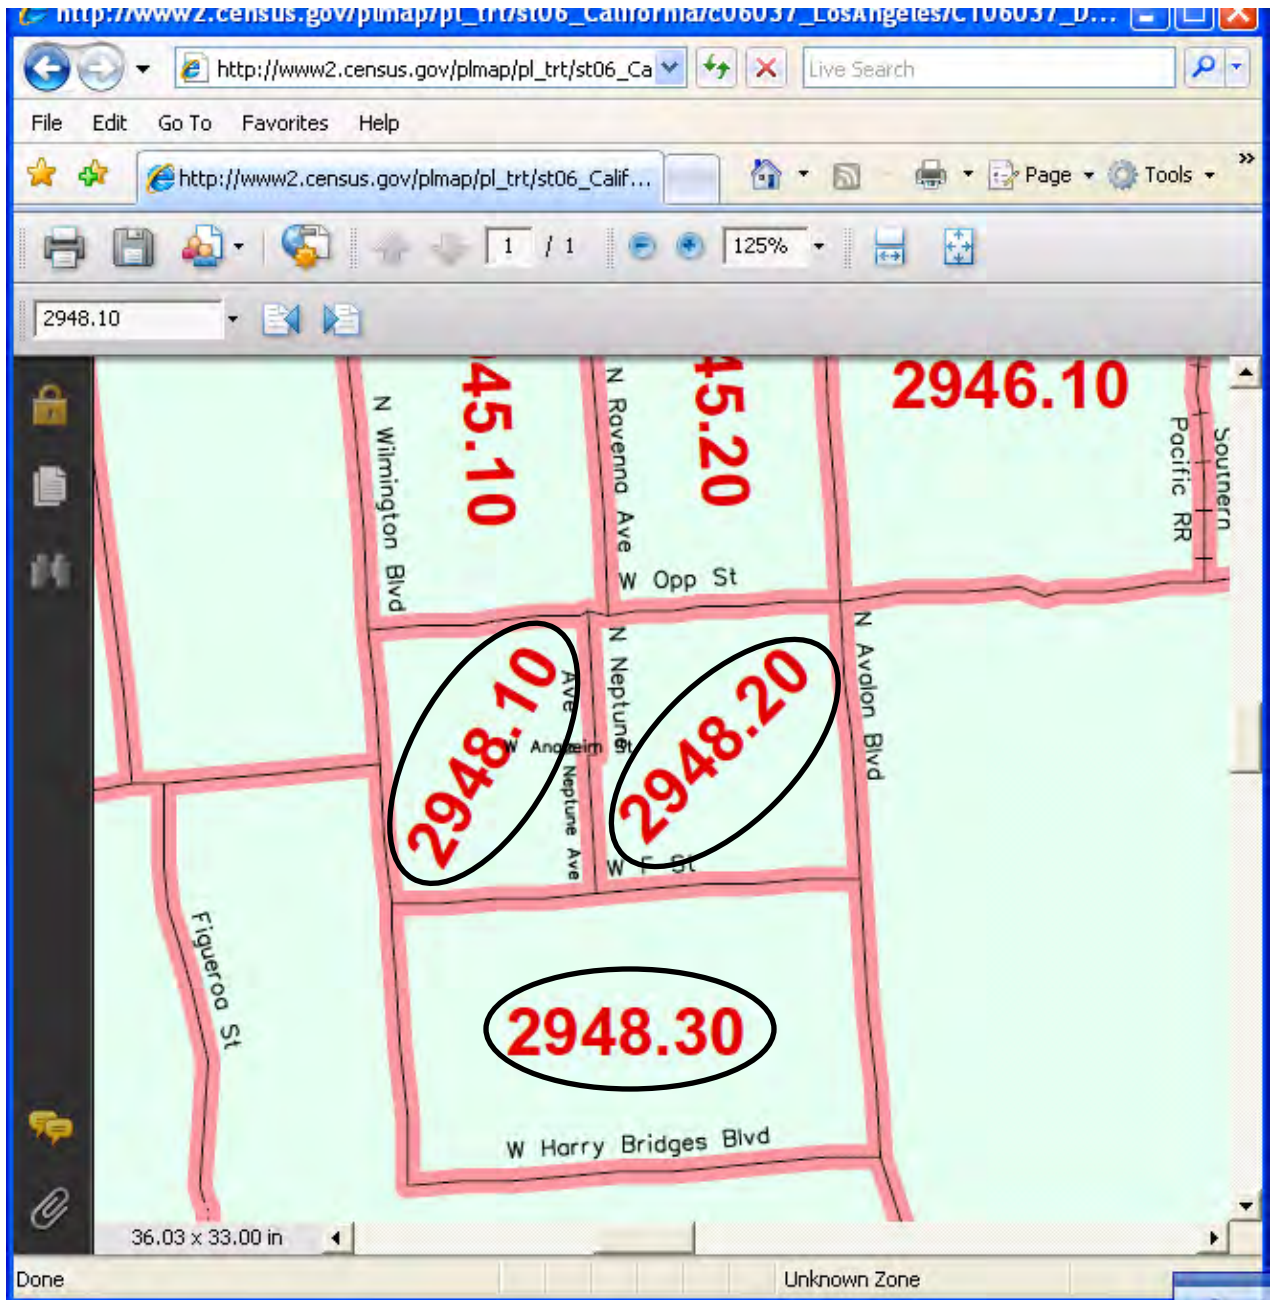 http://www2.census.gov/plmap/pl_trt/st06_California/c06037_LosAngeles/CT06037_D...
http://www2.census.gov/plmap/pl_trt/st06_Ca
Live Search
File Edit Go To Favorites Help
http://www2.census.gov/plmap/pl_trt/st06_Calif...
Page Tools
1 / 1 125%
2948.10
45.10
45.20
2946.10
N Wilmington Blvd
N Ravenna Ave
Southern
Pacific RR
W Opp St
N Neptune
Ave
N Avalon Blvd
2948.10
2948.20
W Anaheim St
Neptune Ave
W F St
Figueroa St
2948.30
W Harry Bridges Blvd
36.03 x 33.00 in
Done
Unknown Zone